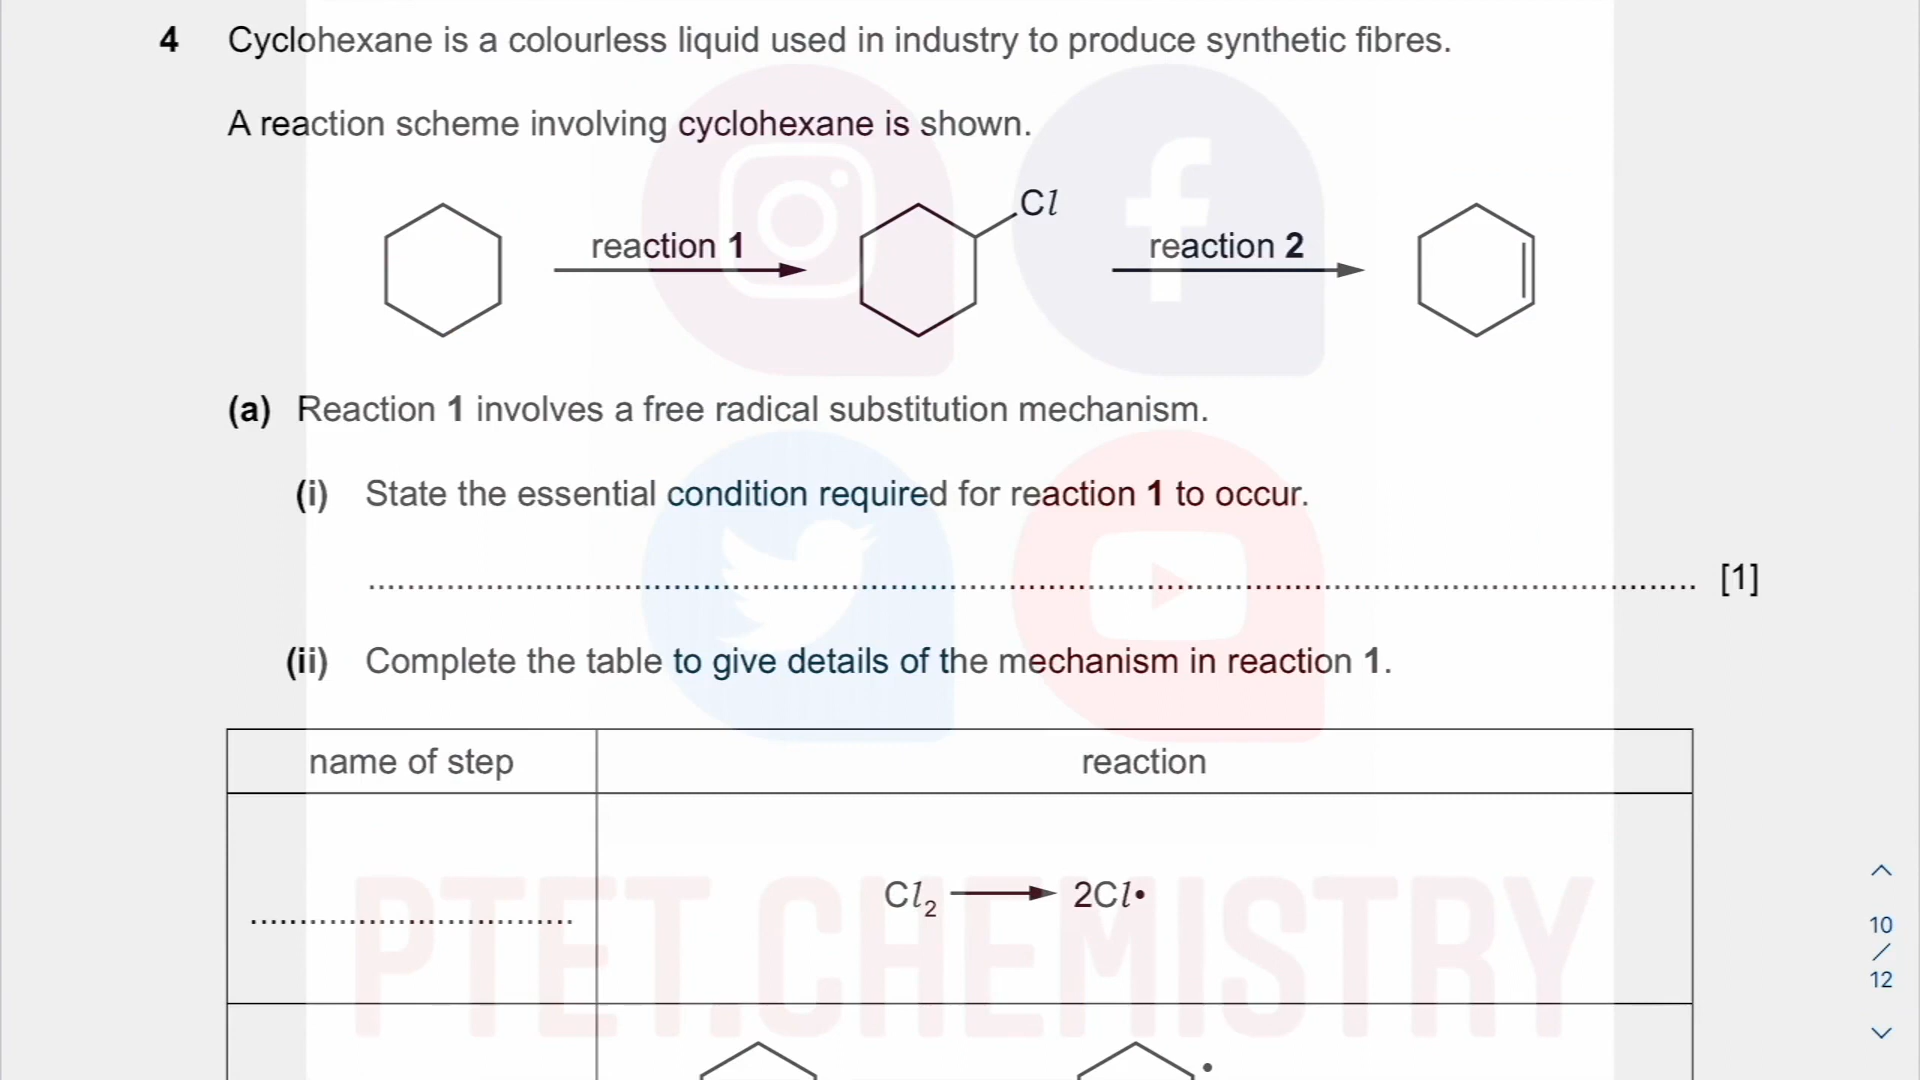 4 Cyclohexane is a colourless liquid used in industry to produce synthetic fibres.
A reaction scheme involving cyclohexane is shown.
Cl
reaction 1
reaction 2
(a) Reaction 1 involves a free radical substitution mechanism.
(i) State the essential condition required for reaction 1 to occur.
.................................................................................................................................... [1]
(ii) Complete the table to give details of the mechanism in reaction 1.
name of step reaction
Cl₂ ⟶ 2Cl•
................................
PTET.CHEMISTRY
10
/
12